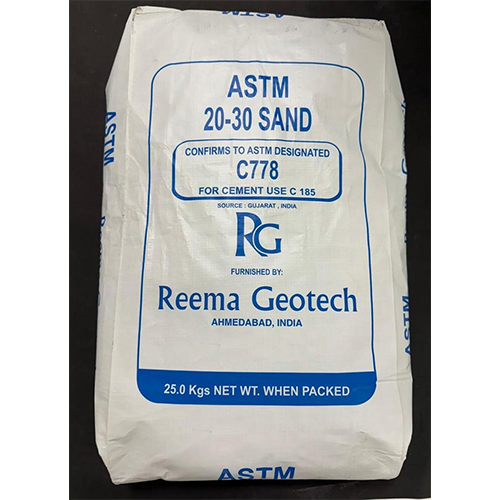 ASTM
20-30 SAND
CONFIRMS TO ASTM DESIGNATED
C778
FOR CEMENT USE C 185
SOURCE : GUJARAT , INDIA
RG
FURNISHED BY:
Reema Geotech
AHMEDABAD, INDIA
25.0 Kgs NET WT. WHEN PACKED
ASTM
ASTM
ASTM
ASTM